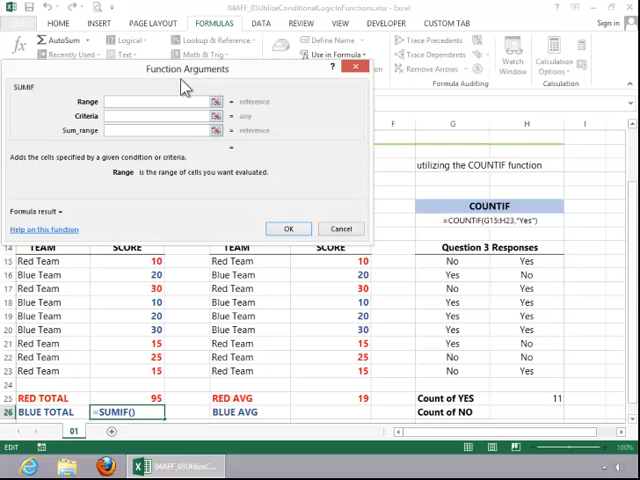 04AFF_03UtilizeConditionalLogicInFunctions.xlsx - Excel
HOME INSERT PAGE LAYOUT FORMULAS DATA REVIEW VIEW DEVELOPER CUSTOM TAB Sign in
fx AutoSum Logical Lookup & Reference Define Name Trace Precedents
Recently Used Text Math & Trig Use in Formula Trace Dependents
Remove Arrows
Watch Window
Calculation Options
Formula Auditing Calculation
Function Arguments
SUMIF
Range = reference
Criteria = any
Sum_range = reference
=
Adds the cells specified by a given condition or criteria.
Range is the range of cells you want evaluated.
Formula result =
Help on this function OK Cancel
F G H I
utilizing the COUNTIF function
COUNTIF
=COUNTIF(G15:H23,"Yes")
14 TEAM SCORE TEAM SCORE Question 3 Responses
15 Red Team 10 Red Team 10 No Yes
16 Blue Team 20 Blue Team 20 Yes No
17 Red Team 30 Red Team 30 No Yes
18 Blue Team 10 Blue Team 10 Yes Yes
19 Blue Team 20 Blue Team 20 Yes Yes
20 Blue Team 30 Blue Team 30 Yes Yes
21 Red Team 15 Red Team 15 Yes No
22 Red Team 25 Red Team 25 No No
23 Red Team 15 Red Team 15 No Yes
24
25 RED TOTAL 95 RED AVG 19 Count of YES 11
26 BLUE TOTAL =SUMIF() BLUE AVG Count of NO
01
EDIT 100%
04AFF_03UtilizeC...